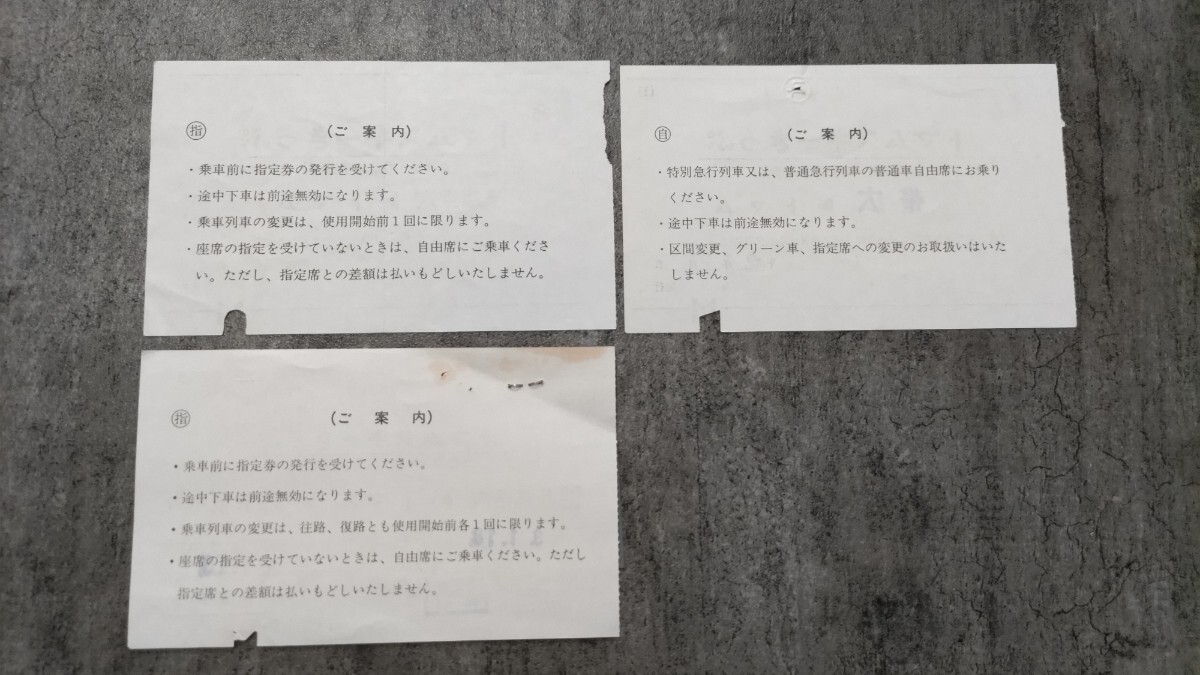 ㊩
（ご 案 内）
・乗車前に指定券の発行を受けてください。
・途中下車は前途無効になります。
・乗車列車の変更は、使用開始前１回に限ります。
・座席の指定を受けていないときは、自由席にご乗車くださ
い。ただし、指定席との差額は払いもどしいたしません。
自
（ご 案 内）
・特別急行列車又は、普通急行列車の普通車自由席にお乗り
ください。
・途中下車は前途無効になります。
・区間変更、グリーン車、指定席への変更のお取扱いはいた
しません。
指
（ご 案 内）
・乗車前に指定券の発行を受けてください。
・途中下車は前途無効になります。
・乗車列車の変更は、往路、復路とも使用開始前各１回に限ります。
・座席の指定を受けていないときは、自由席にご乗車ください。ただし
指定席との差額は払いもどしいたしません。